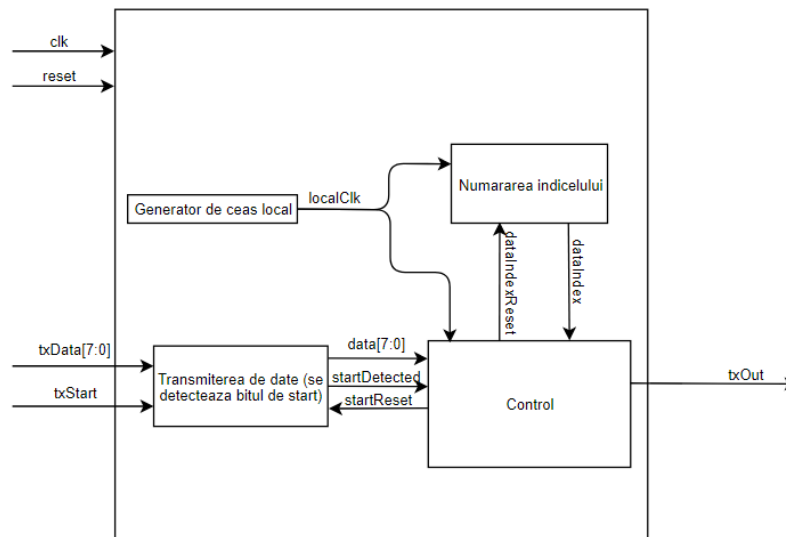 clk
reset
Numararea indicelului
Generator de ceas local
localClk
dataIndexReset
dataIndex
txData[7:0]
data[7:0]
Transmiterea de date (se
detecteaza bitul de start)
startDetected
txStart
startReset
Control
txOut